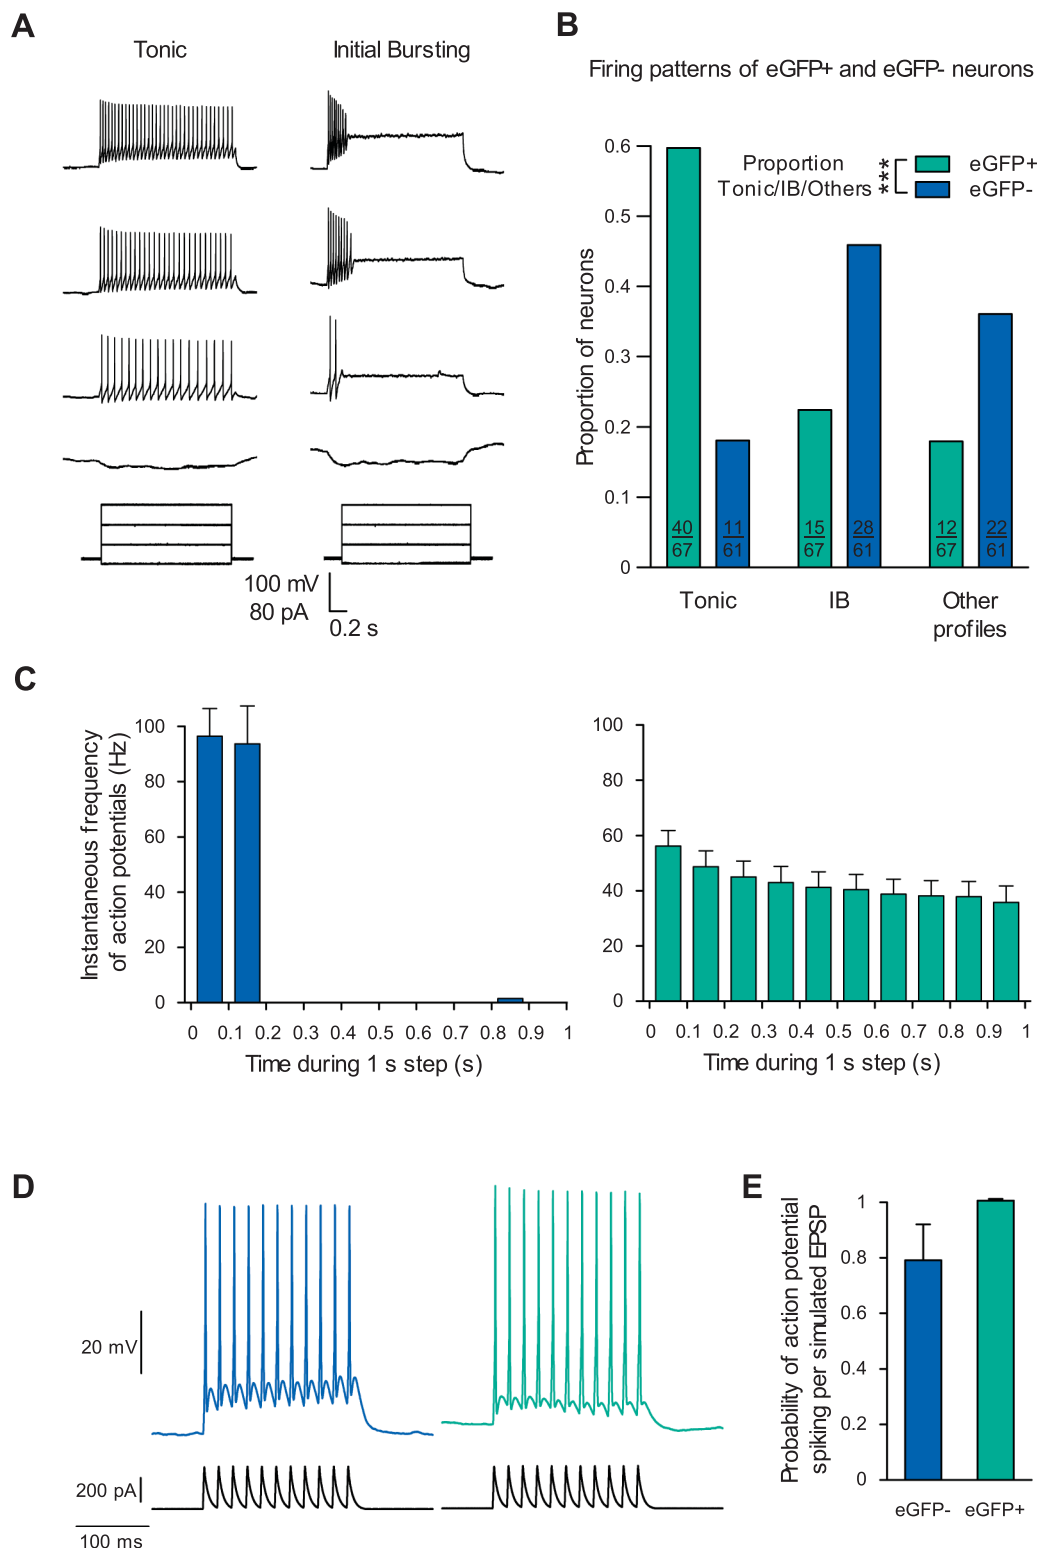 A
Tonic
Initial Bursting
100 mV
80 pA
0.2 s
B
Firing patterns of eGFP+ and eGFP- neurons
Proportion
Tonic/IB/Others
***
eGFP+
eGFP-
Proportion of neurons
0.6
0.5
0.4
0.3
0.2
0.1
0
40
67
11
61
15
67
28
61
12
67
22
61
Tonic
IB
Other
profiles
C
Instantaneous frequency
of action potentials (Hz)
100
80
60
40
20
0
0 0.1 0.2 0.3 0.4 0.5 0.6 0.7 0.8 0.9 1
Time during 1 s step (s)
100
80
60
40
20
0
0 0.1 0.2 0.3 0.4 0.5 0.6 0.7 0.8 0.9 1
Time during 1 s step (s)
D
20 mV
200 pA
100 ms
E
Probability of action potential
spiking per simulated EPSP
1
0.8
0.6
0.4
0.2
0
eGFP- eGFP+